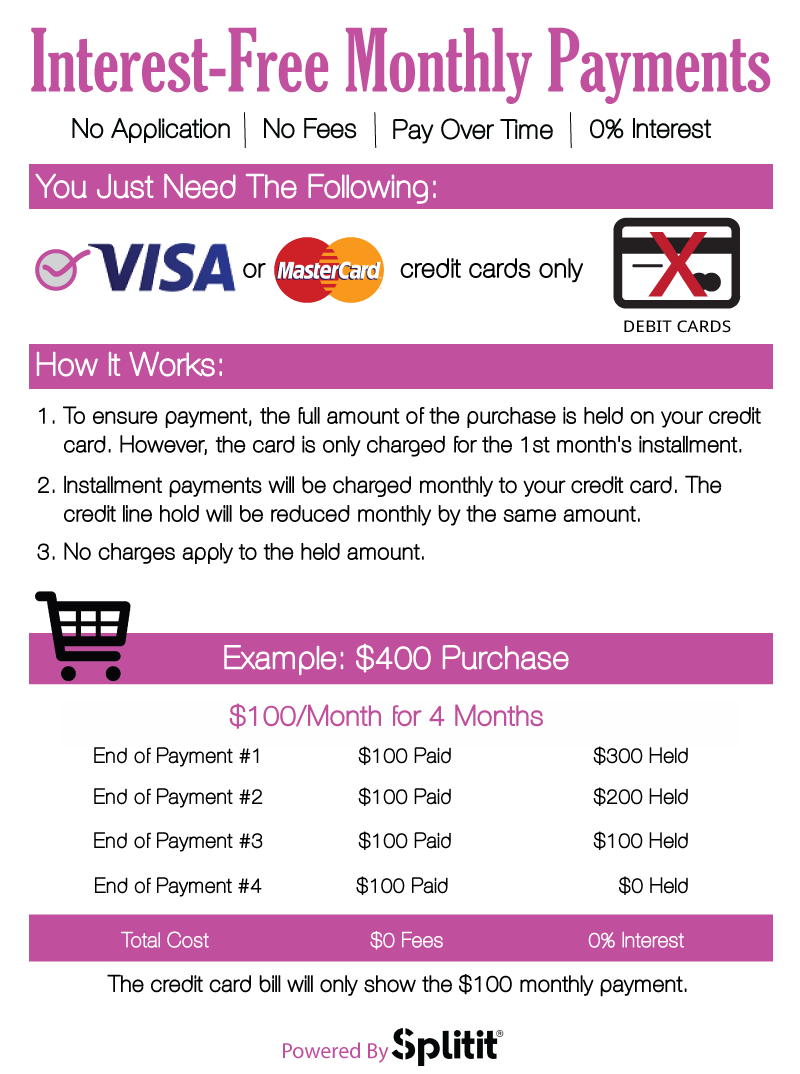 Interest-Free Monthly Payments
No Application | No Fees | Pay Over Time | 0% Interest
You Just Need The Following:
VISA or MasterCard credit cards only
DEBIT CARDS
How It Works:
1. To ensure payment, the full amount of the purchase is held on your credit
card. However, the card is only charged for the 1st month's installment.
2. Installment payments will be charged monthly to your credit card. The
credit line hold will be reduced monthly by the same amount.
3. No charges apply to the held amount.
Example: $400 Purchase
$100/Month for 4 Months
End of Payment #1 $100 Paid $300 Held
End of Payment #2 $100 Paid $200 Held
End of Payment #3 $100 Paid $100 Held
End of Payment #4 $100 Paid $0 Held
Total Cost $0 Fees 0% Interest
The credit card bill will only show the $100 monthly payment.
Powered By Splitit®